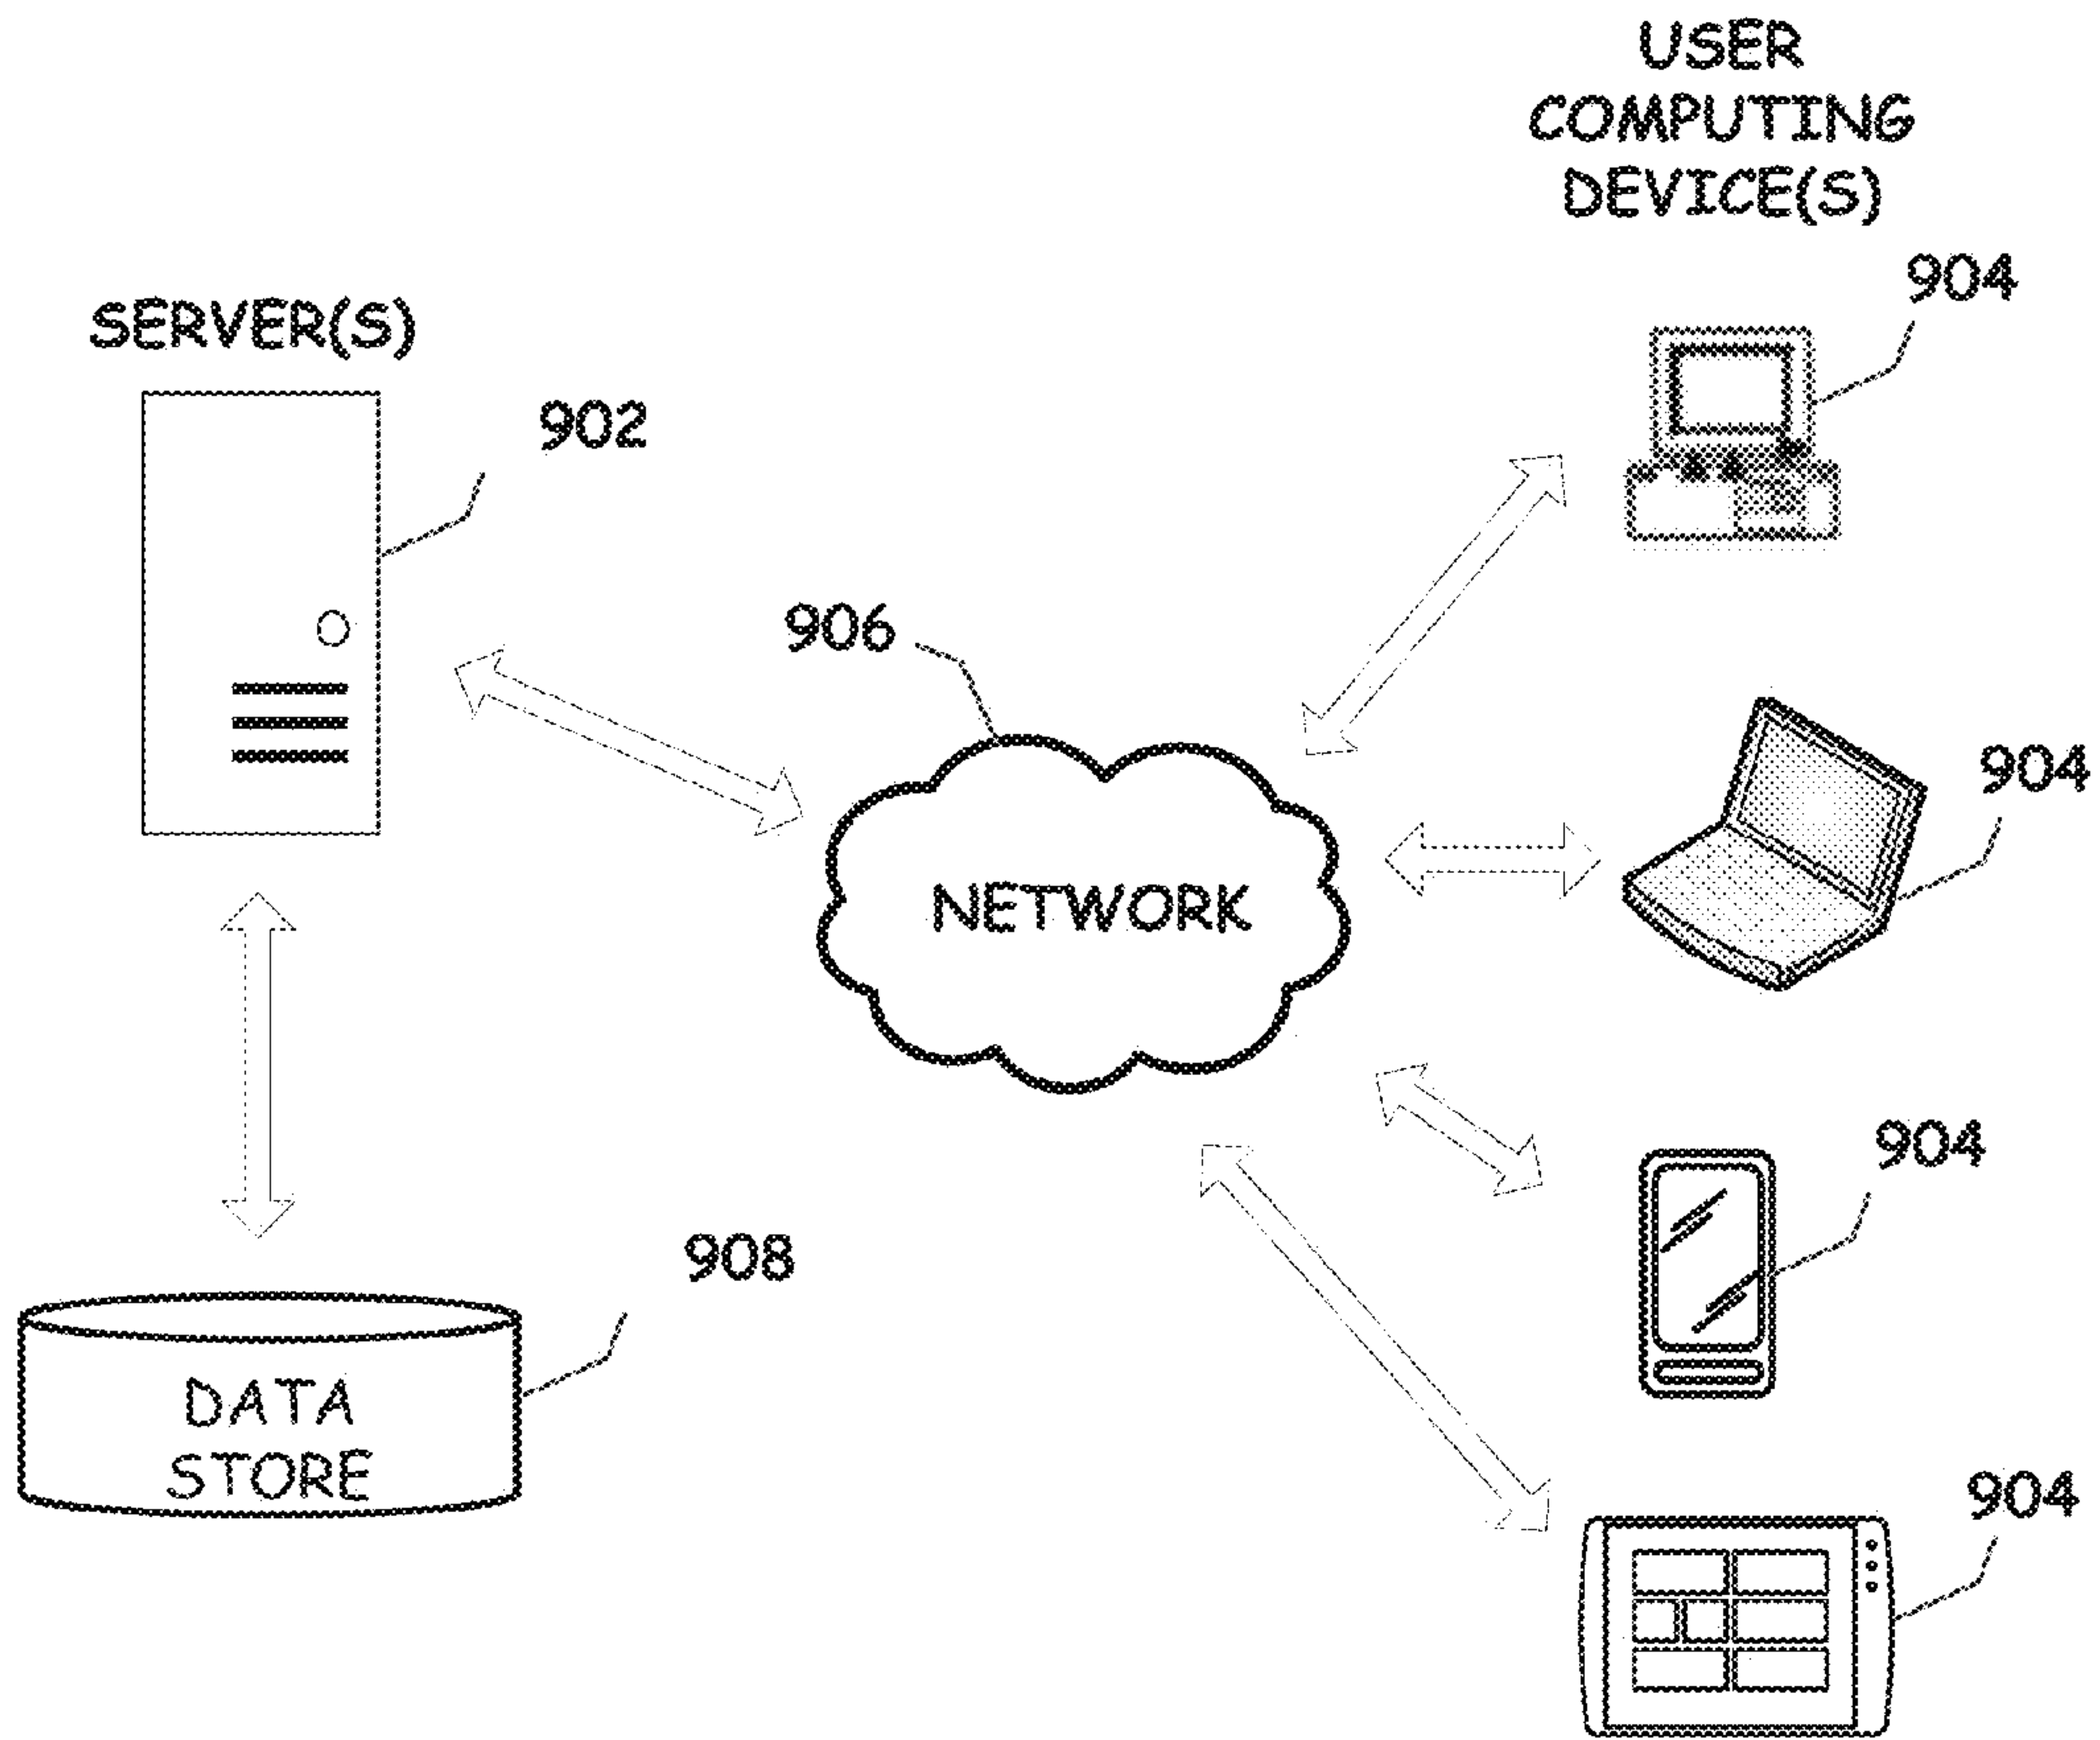 USER
COMPUTING
DEVICE(S)
904
SERVER(S)
902
906
904
NETWORK
904
908
DATA
STORE
904